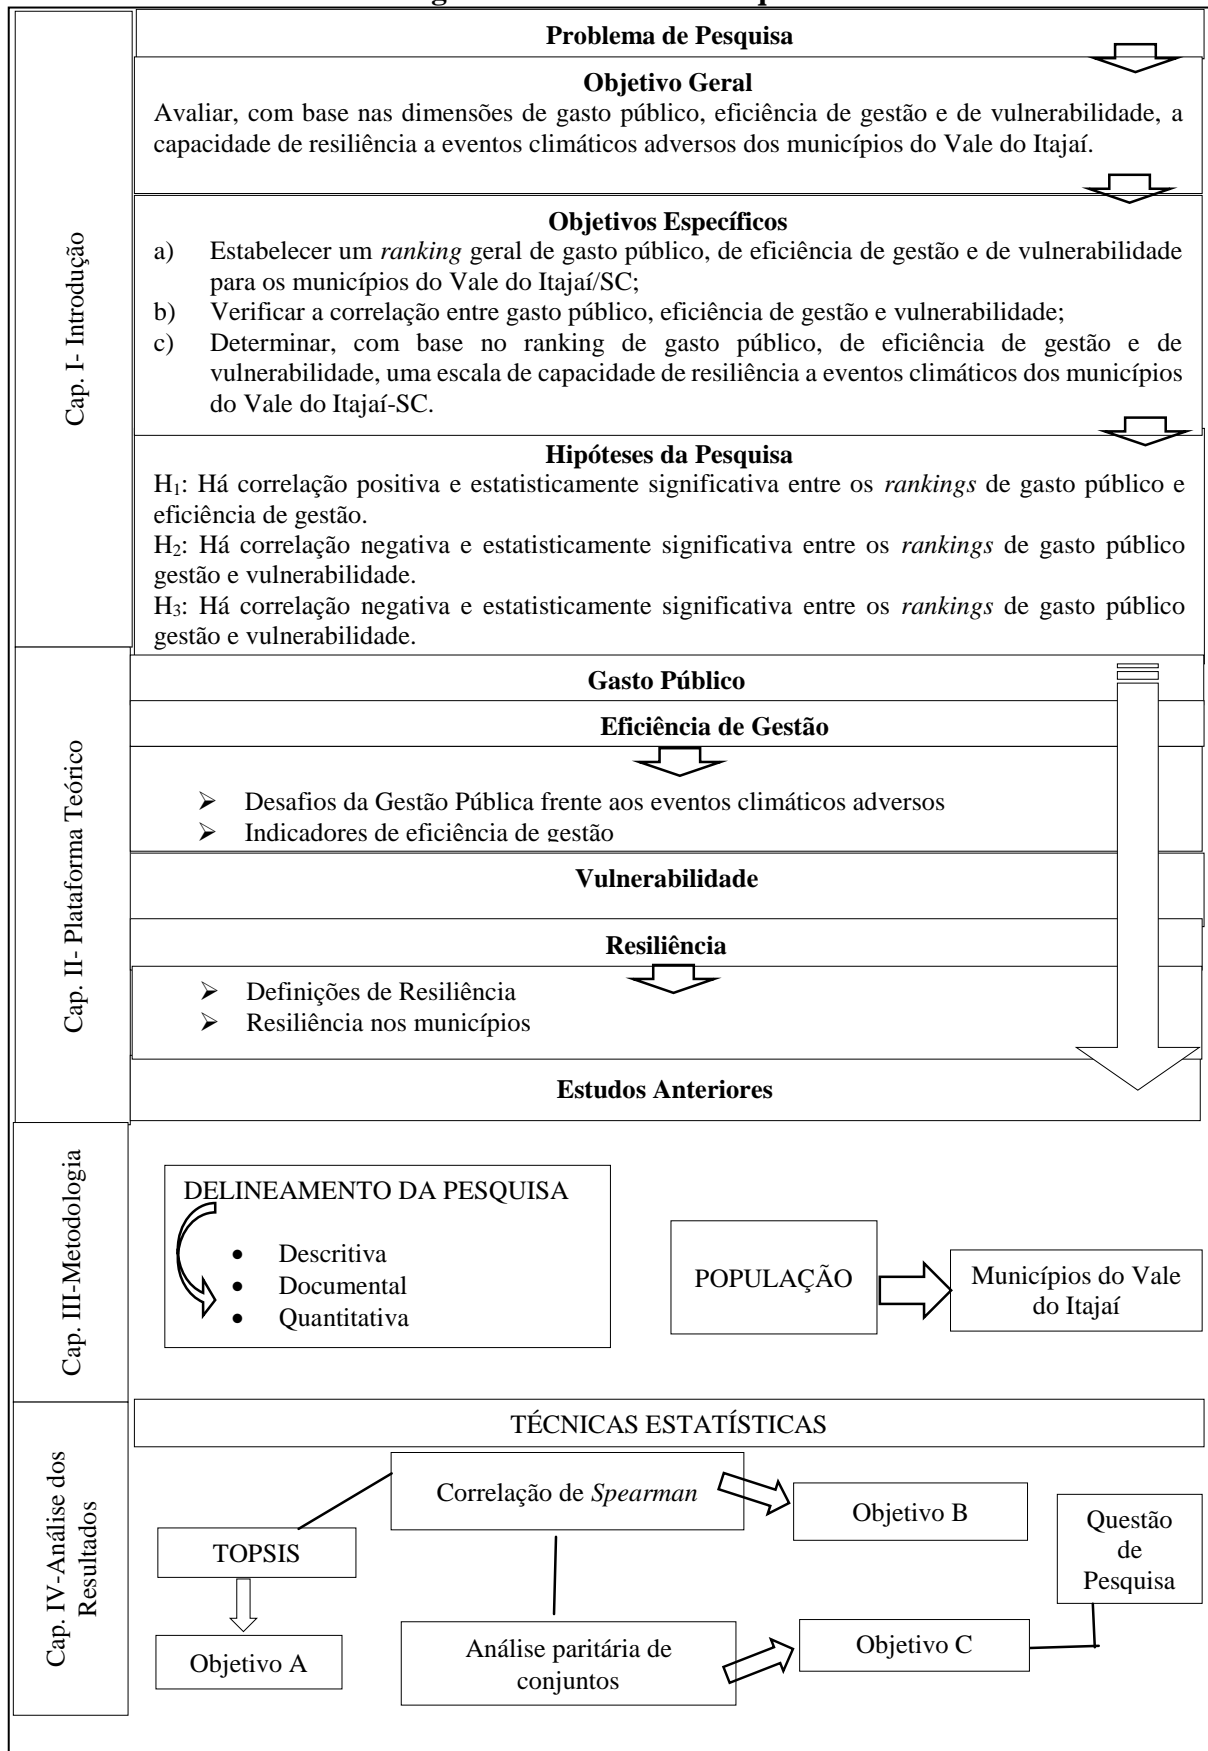 Problema de Pesquisa
Objetivo Geral
Avaliar, com base nas dimensões de gasto público, eficiência de gestão e de vulnerabilidade, a
capacidade de resiliência a eventos climáticos adversos dos municípios do Vale do Itajaí.
Objetivos Específicos
a) Estabelecer um ranking geral de gasto público, de eficiência de gestão e de vulnerabilidade
para os municípios do Vale do Itajaí/SC;
b) Verificar a correlação entre gasto público, eficiência de gestão e vulnerabilidade;
c) Determinar, com base no ranking de gasto público, de eficiência de gestão e de
vulnerabilidade, uma escala de capacidade de resiliência a eventos climáticos dos municípios
do Vale do Itajaí-SC.
Hipóteses da Pesquisa
H₁: Há correlação positiva e estatisticamente significativa entre os rankings de gasto público e
eficiência de gestão.
H₂: Há correlação negativa e estatisticamente significativa entre os rankings de gasto público
gestão e vulnerabilidade.
H₃: Há correlação negativa e estatisticamente significativa entre os rankings de gasto público
gestão e vulnerabilidade.
Cap. I- Introdução
Gasto Público
Eficiência de Gestão
➢ Desafios da Gestão Pública frente aos eventos climáticos adversos
➢ Indicadores de eficiência de gestão
Vulnerabilidade
Resiliência
➢ Definições de Resiliência
➢ Resiliência nos municípios
Estudos Anteriores
Cap. II- Plataforma Teórico
Cap. III-Metodologia
DELINEAMENTO DA PESQUISA
• Descritiva
• Documental
• Quantitativa
POPULAÇÃO
Municípios do Vale
do Itajaí
Cap. IV-Análise dos
Resultados
TÉCNICAS ESTATÍSTICAS
Correlação de Spearman
Objetivo B
Questão
de
Pesquisa
TOPSIS
Objetivo A
Análise paritária de
conjuntos
Objetivo C